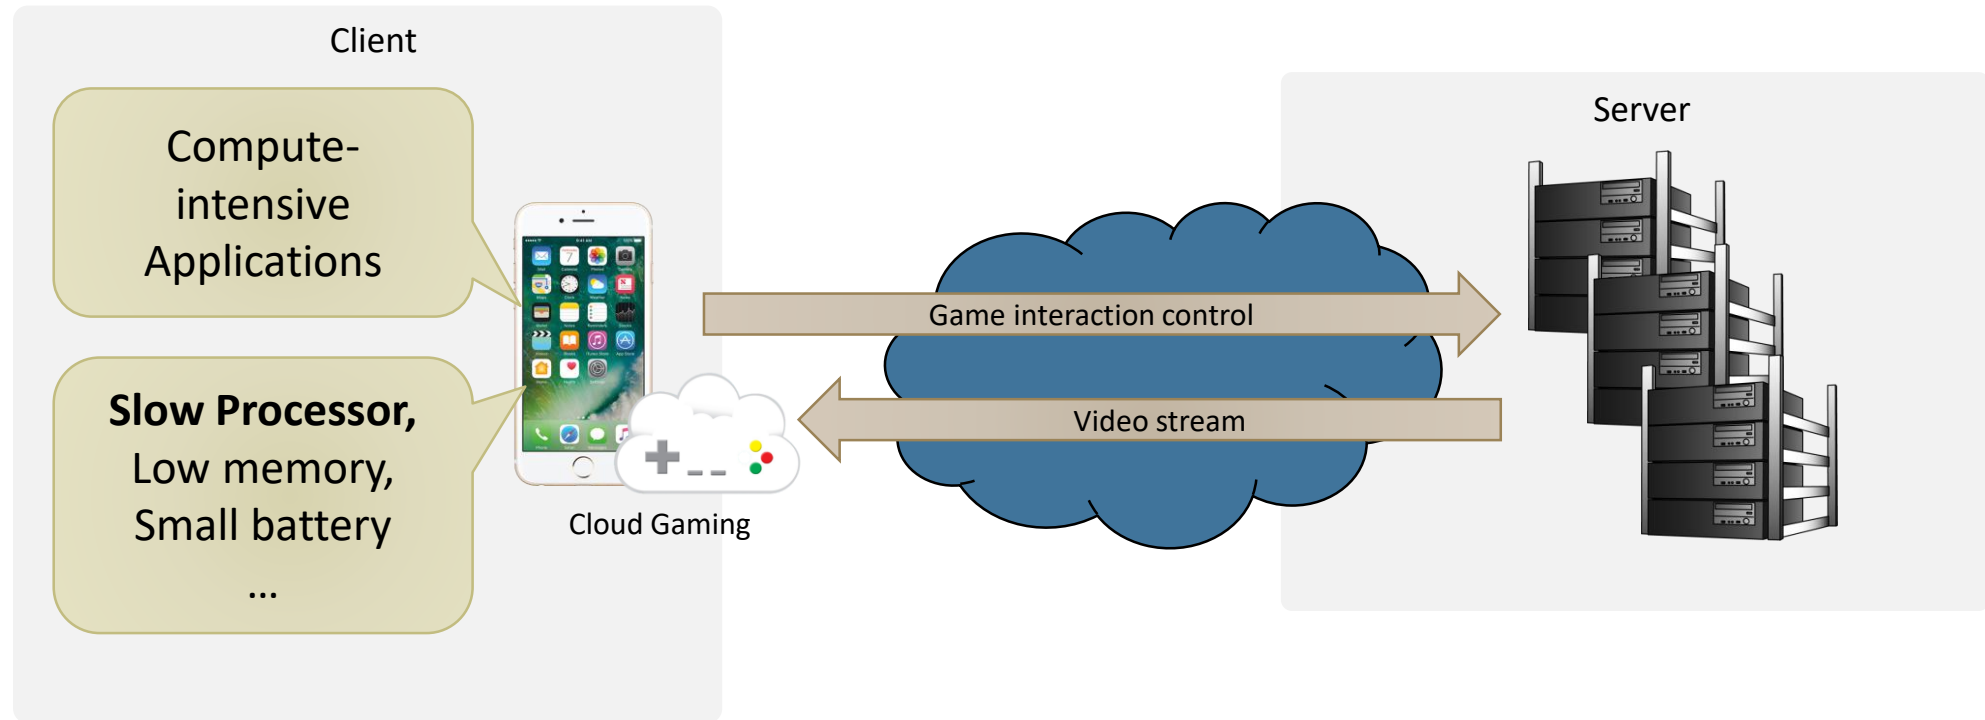 Client
Compute-
intensive
Applications
Slow Processor,
Low memory,
Small battery
...
Cloud Gaming
Game interaction control
Video stream
Server